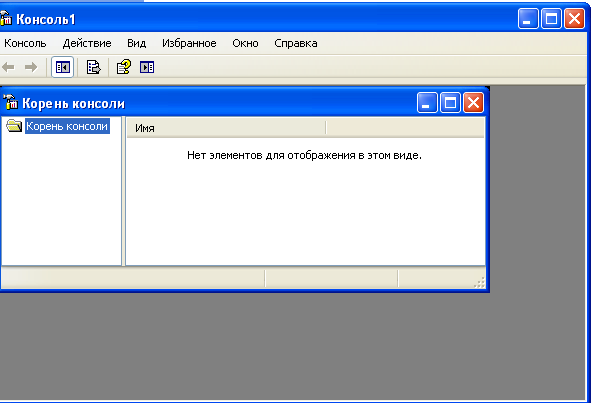 Консоль1
Консоль Действие Вид Избранное Окно Справка
Корень консоли
Корень консоли
Имя
Нет элементов для отображения в этом виде.